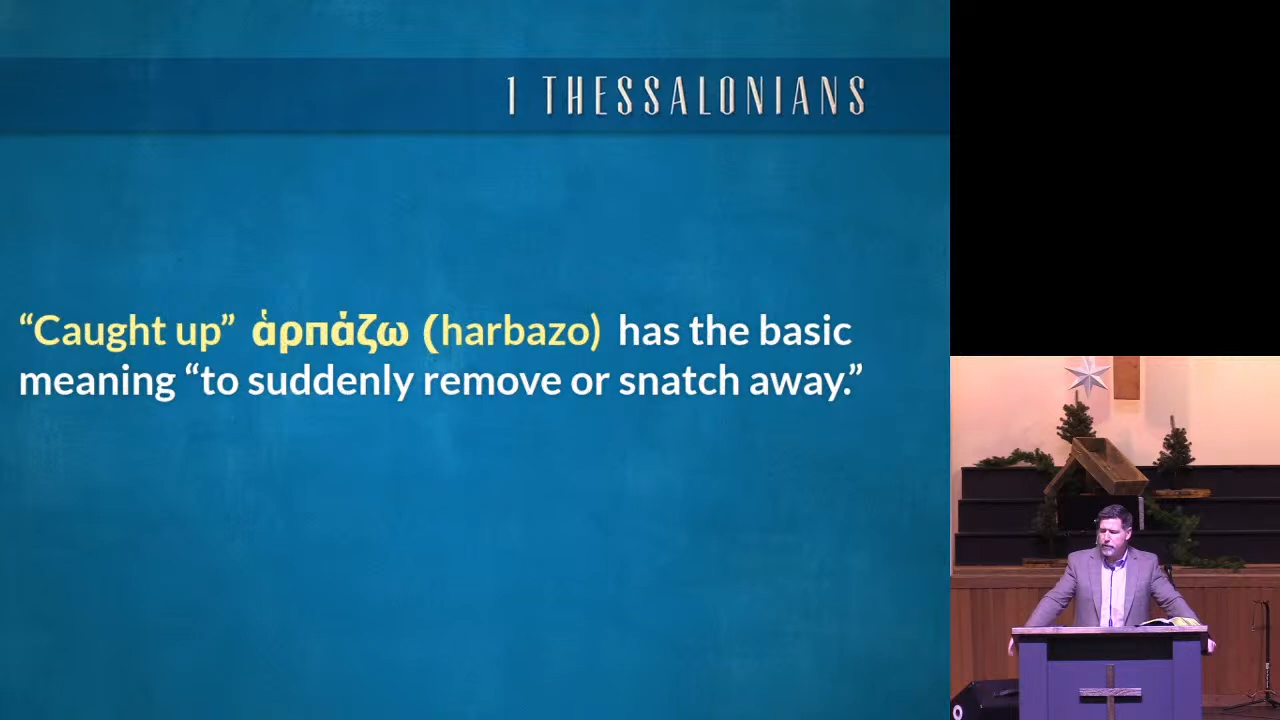 1 THESSALONIANS
“Caught up” ἁρπάζω (harbazo) has the basic
meaning “to suddenly remove or snatch away.”